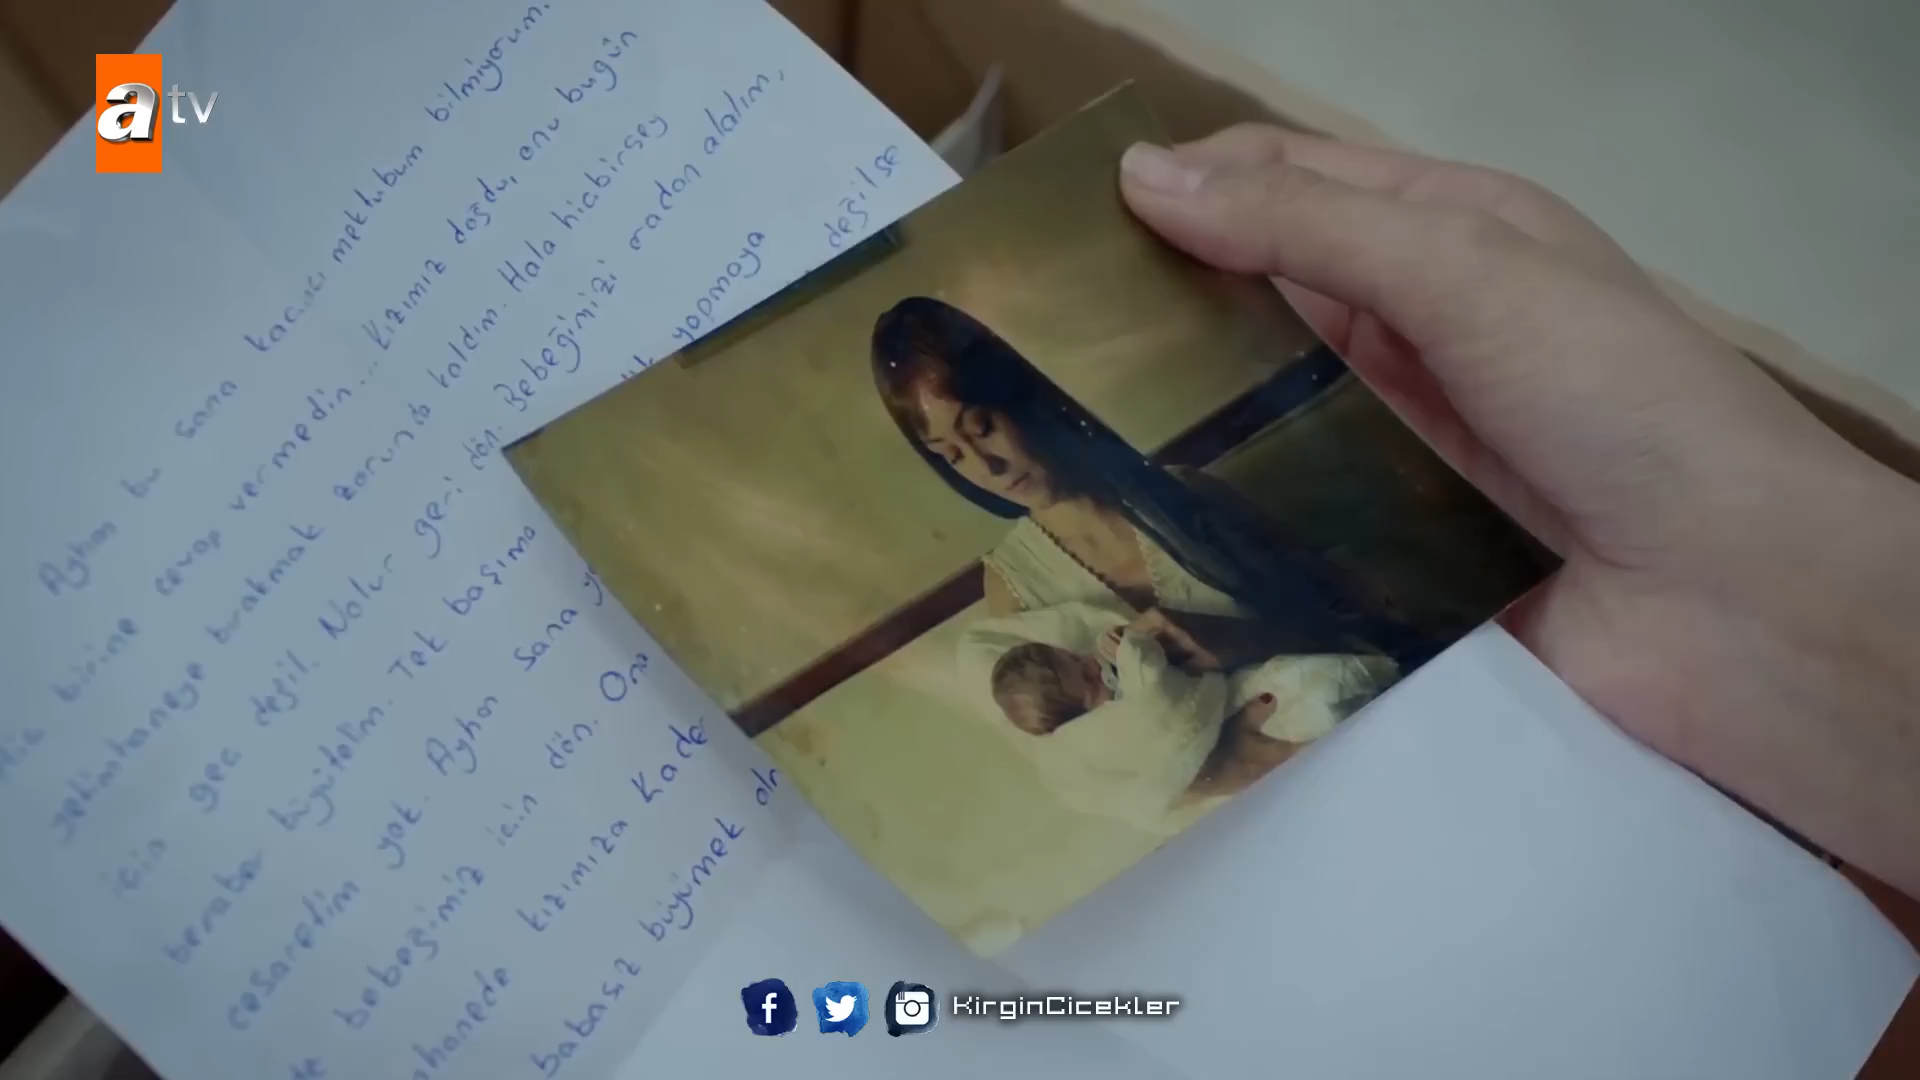 atv
Ayhan bu sana kaçıncı mektubum bilmiyorum.
Hiç birine cevap vermedin... Kızımız doğdu, onu bugün
yetimhaneye bırakmak zorunda kaldım. Hala hiçbirşey
için geç değil. Nolur geri dön. Bebeğimizi oradan alalım,
beraber büyütelim. Tek başıma yapmaya
cesaretim yok. Ayhan sana değilse
de bebeğimiz için dön. Ona
kızımıza Kader
babasız büyümek
KirginCicekler